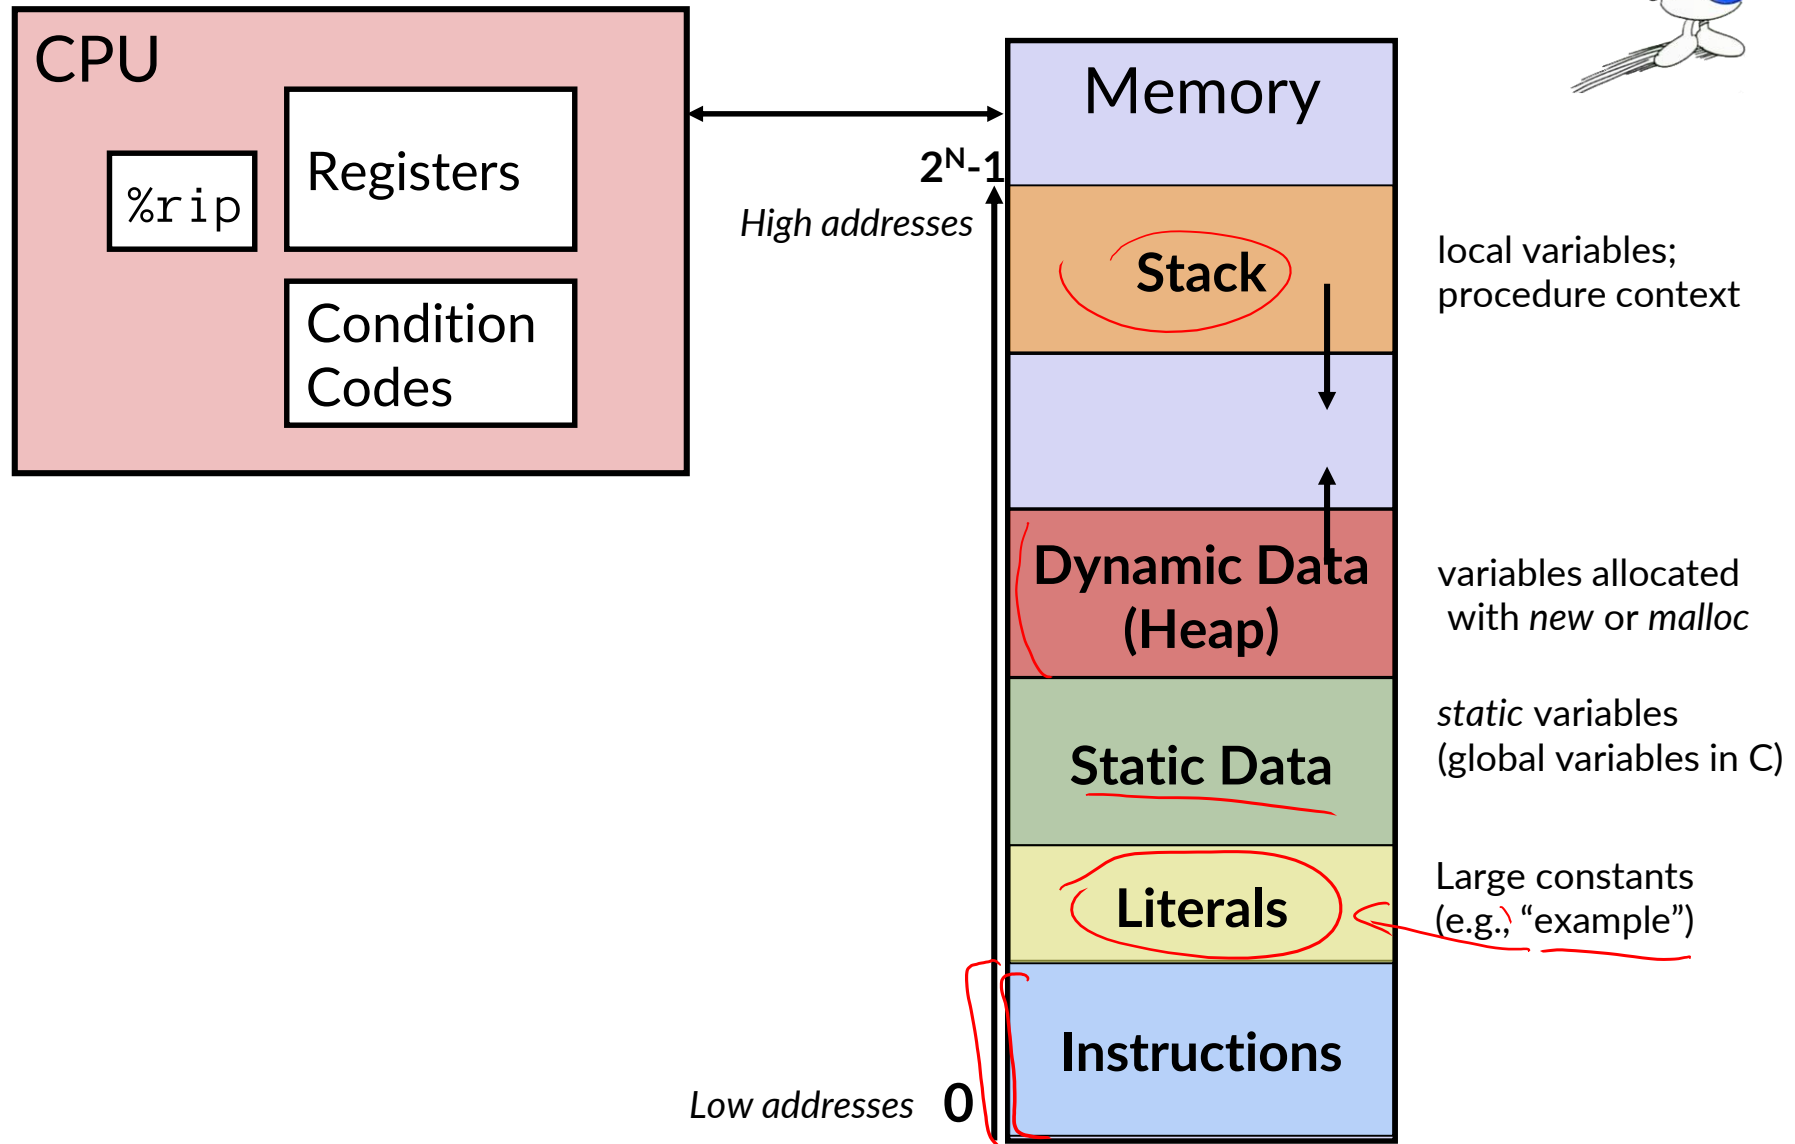 CPU
%rip
Registers
Condition
Codes
Memory
2ᴺ-1
High addresses
Stack
local variables;
procedure context
Dynamic Data
(Heap)
variables allocated
with new or malloc
Static Data
static variables
(global variables in C)
Literals
Large constants
(e.g., “example”)
Instructions
Low addresses 0